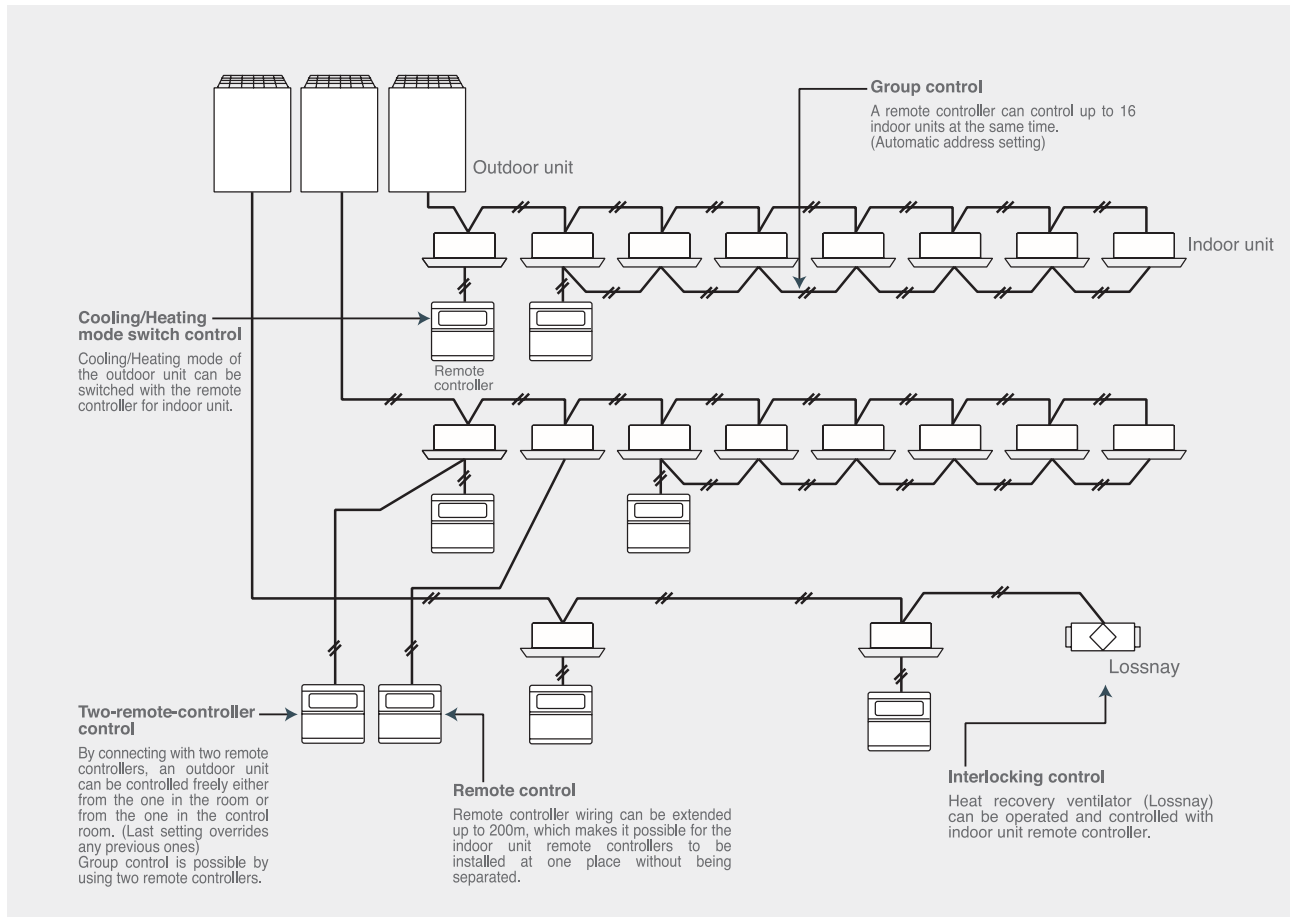 Group control
A remote controller can control up to 16
indoor units at the same time.
(Automatic address setting)
Outdoor unit
Indoor unit
Cooling/Heating
mode switch control
Cooling/Heating mode of
the outdoor unit can be
switched with the remote
controller for indoor unit.
Remote
controller
Lossnay
Two-remote-controller
control
By connecting with two remote
controllers, an outdoor unit
can be controlled freely either
from the one in the room or
from the one in the control
room. (Last setting overrides
any previous ones)
Group control is possible by
using two remote controllers.
Remote control
Remote controller wiring can be extended
up to 200m, which makes it possible for the
indoor unit remote controllers to be
installed at one place without being
separated.
Interlocking control
Heat recovery ventilator (Lossnay)
can be operated and controlled with
indoor unit remote controller.